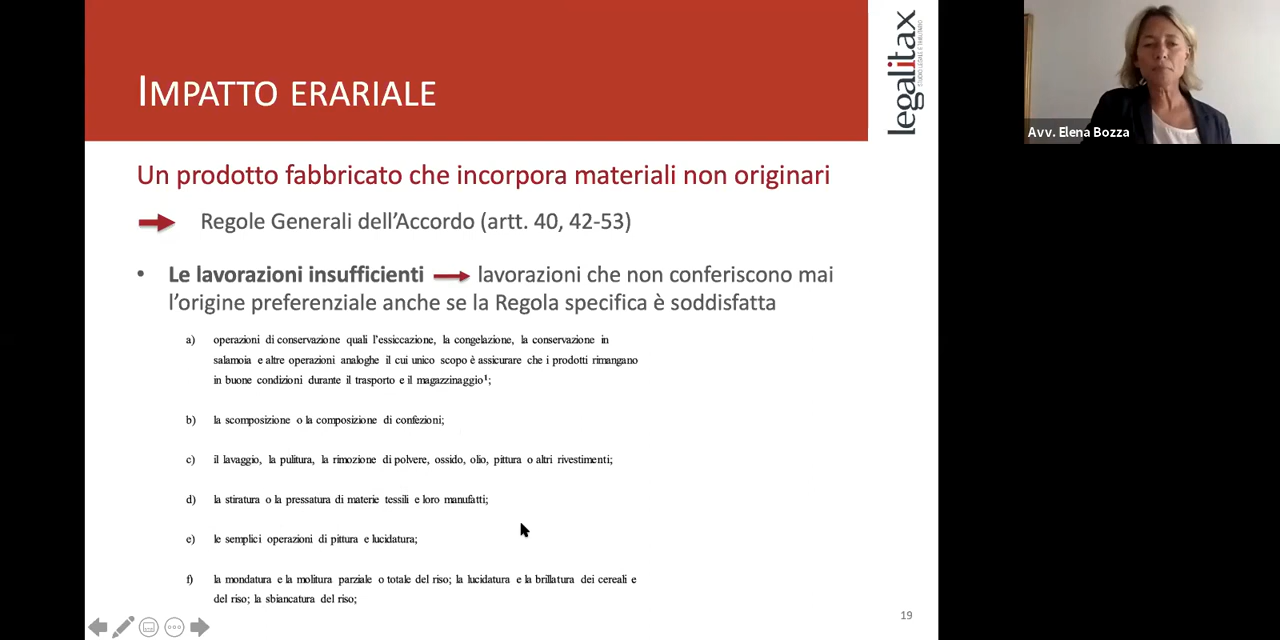 IMPATTO ERARIALE
legalitax
STUDIO LEGALE E TRIBUTARIO
Avv. Elena Bozza
Un prodotto fabbricato che incorpora materiali non originari
Regole Generali dell'Accordo (artt. 40, 42-53)
• Le lavorazioni insufficienti lavorazioni che non conferiscono mai
l'origine preferenziale anche se la Regola specifica è soddisfatta
a) operazioni di conservazione quali l'essiccazione, la congelazione, la conservazione in
salamoia e altre operazioni analoghe il cui unico scopo è assicurare che i prodotti rimangano
in buone condizioni durante il trasporto e il magazzinaggio¹;
b) la scomposizione o la composizione di confezioni;
c) il lavaggio, la pulitura, la rimozione di polvere, ossido, olio, pittura o altri rivestimenti;
d) la stiratura o la pressatura di materie tessili e loro manufatti;
e) le semplici operazioni di pittura e lucidatura;
f) la mondatura e la molitura parziale o totale del riso; la lucidatura e la brillatura dei cereali e
del riso; la sbiancatura del riso;
19